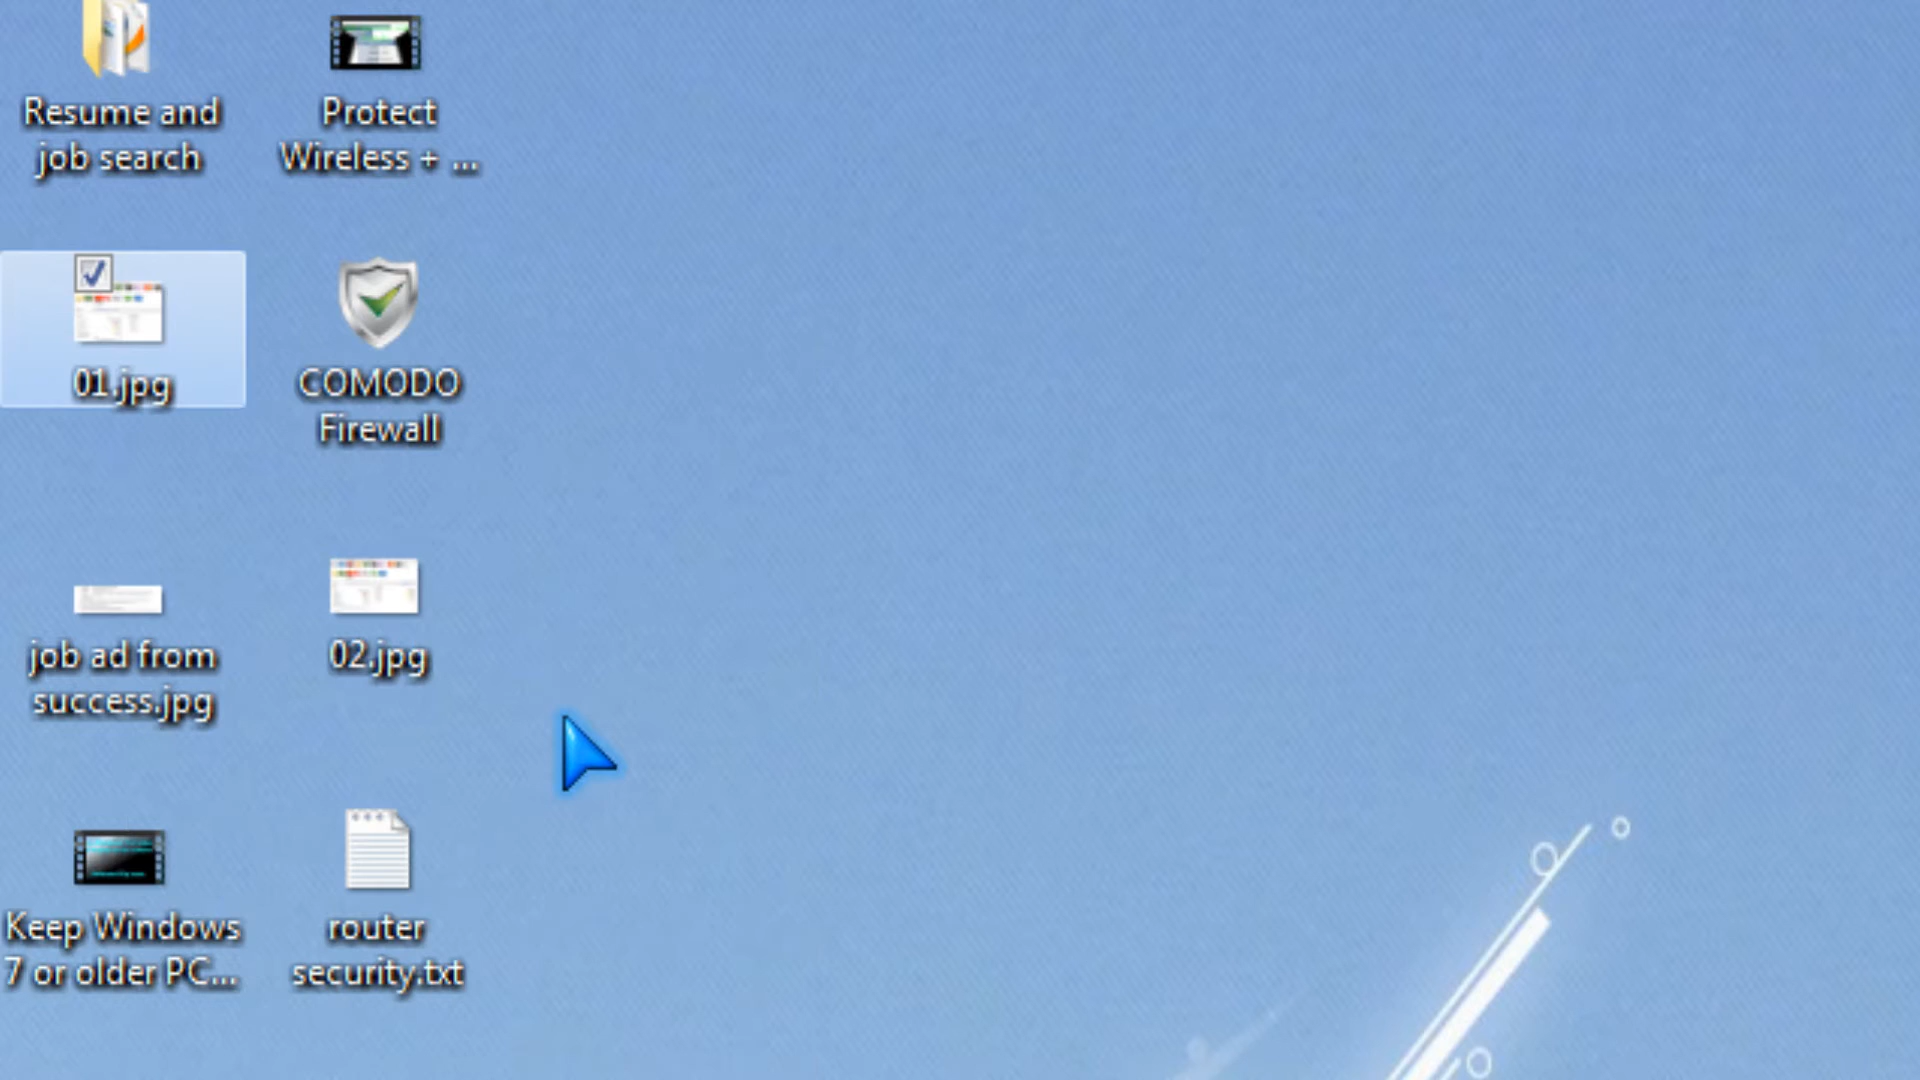 Resume and
job search
Protect
Wireless + ...
01.jpg
COMODO
Firewall
job ad from
success.jpg
02.jpg
Keep Windows
7 or older PC...
router
security.txt